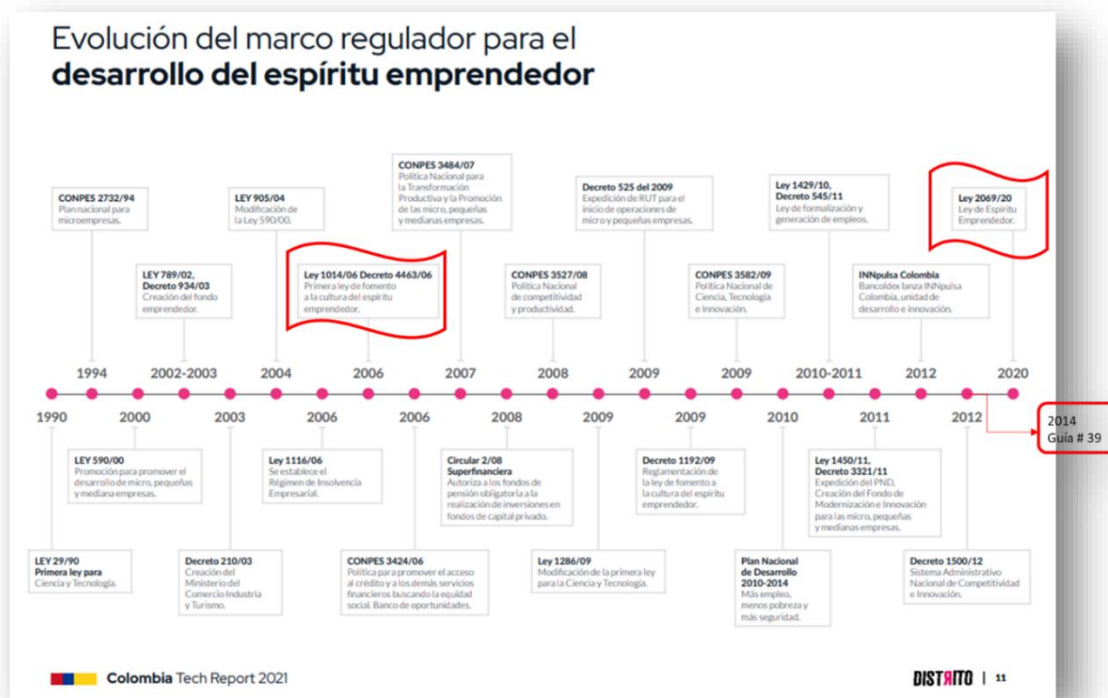 Evolución del marco regulador para el
desarrollo del espíritu emprendedor
CONPES 2732/94
Plan nacional para
microempresas.
LEY 905/04
Modificación de
la Ley 590/00.
CONPES 3484/07
Política Nacional para
la Transformación
Productiva y la Promoción
de las micro, pequeñas
y medianas empresas.
Decreto 525 del 2009
Expedición de RUT para el
inicio de operaciones de
micro y pequeñas empresas.
Ley 1429/10,
Decreto 545/11
Ley de formalización y
generación de empleos.
Ley 2069/20
Ley de Espíritu
Emprendedor.
LEY 789/02,
Decreto 934/03
Creación del fondo
emprendedor.
Ley 1014/06 Decreto 4463/06
Primera ley de fomento
a la cultura del espíritu
emprendedor.
CONPES 3527/08
Política Nacional
de competitividad
y productividad.
CONPES 3582/09
Política Nacional de
Ciencia, Tecnología
e Innovación.
INNpulsa Colombia
Bancoldex lanza INNpulsa
Colombia, unidad de
desarrollo e innovación.
1994 2002-2003 2004 2006 2007 2008 2009 2009 2010-2011 2012 2020
1990 2000 2003 2006 2006 2008 2009 2009 2010 2011 2012
2014
Guía # 39
LEY 590/00
Promoción para promover el
desarrollo de micro, pequeñas
y mediana empresas.
Ley 1116/06
Se establece el
Régimen de Insolvencia
Empresarial.
Circular 2/08
Superfinanciera
Autoriza a los fondos de
pensión obligatoria a la
realización de inversiones en
fondos de capital privado.
Decreto 1192/09
Reglamentación de
la ley de fomento a
la cultura del espíritu
emprendedor.
Ley 1450/11,
Decreto 3321/11
Expedición del PND,
Creación del Fondo de
Modernización e Innovación
para las micro, pequeñas
y medianas empresas.
LEY 29/90
Primera ley para
Ciencia y Tecnología.
Decreto 210/03
Creación del
Ministerio del
Comercio Industria
y Turismo.
CONPES 3424/06
Política para promover el acceso
al crédito y a los demás servicios
financieros buscando la equidad
social. Banco de oportunidades.
Ley 1286/09
Modificación de la primera ley
para la Ciencia y Tecnología.
Plan Nacional
de Desarrollo
2010-2014
Más empleo,
menos pobreza y
más seguridad.
Decreto 1500/12
Sistema Administrativo
Nacional de Competitividad
e Innovación.
Colombia Tech Report 2021
DISTЯITO | 11